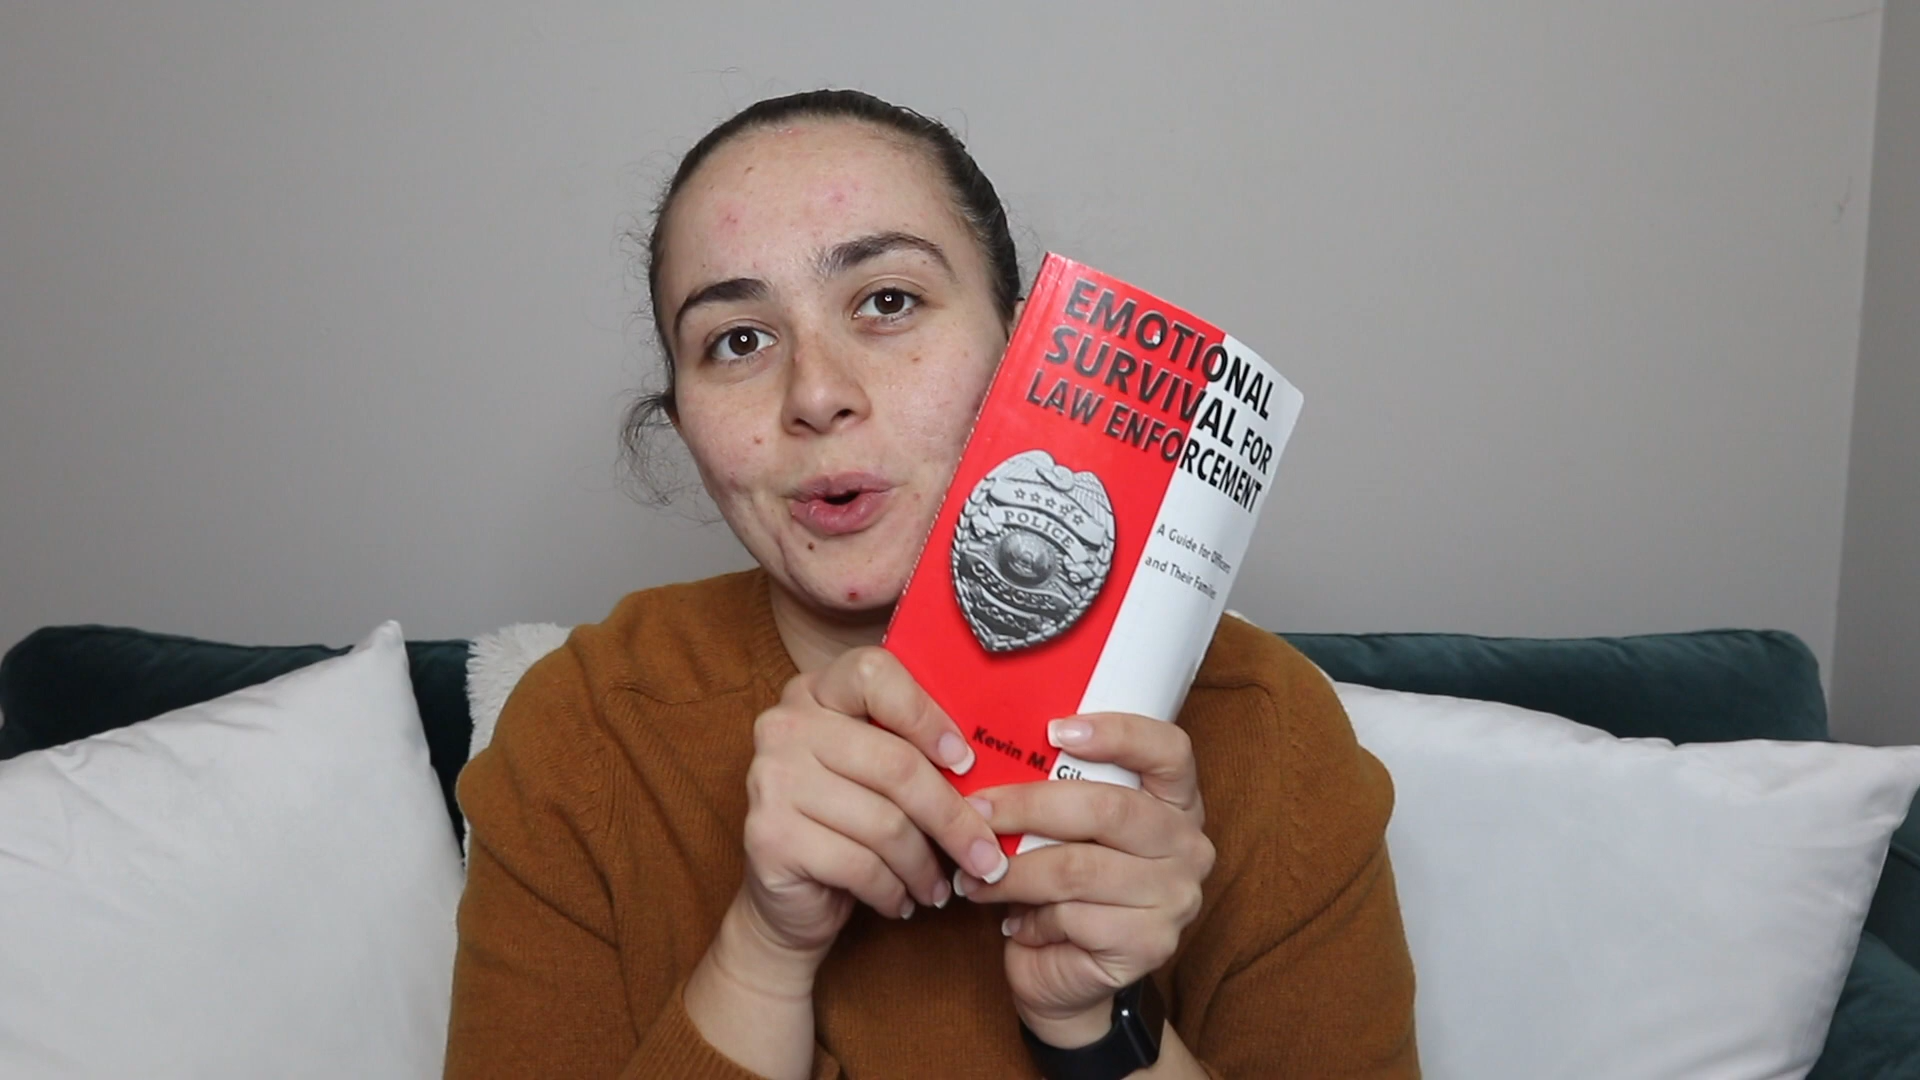 EMOTIONAL
SURVIVAL FOR
LAW ENFORCEMENT
POLICE
OFFICER
A Guide for Officers
and Their Families
Kevin M.